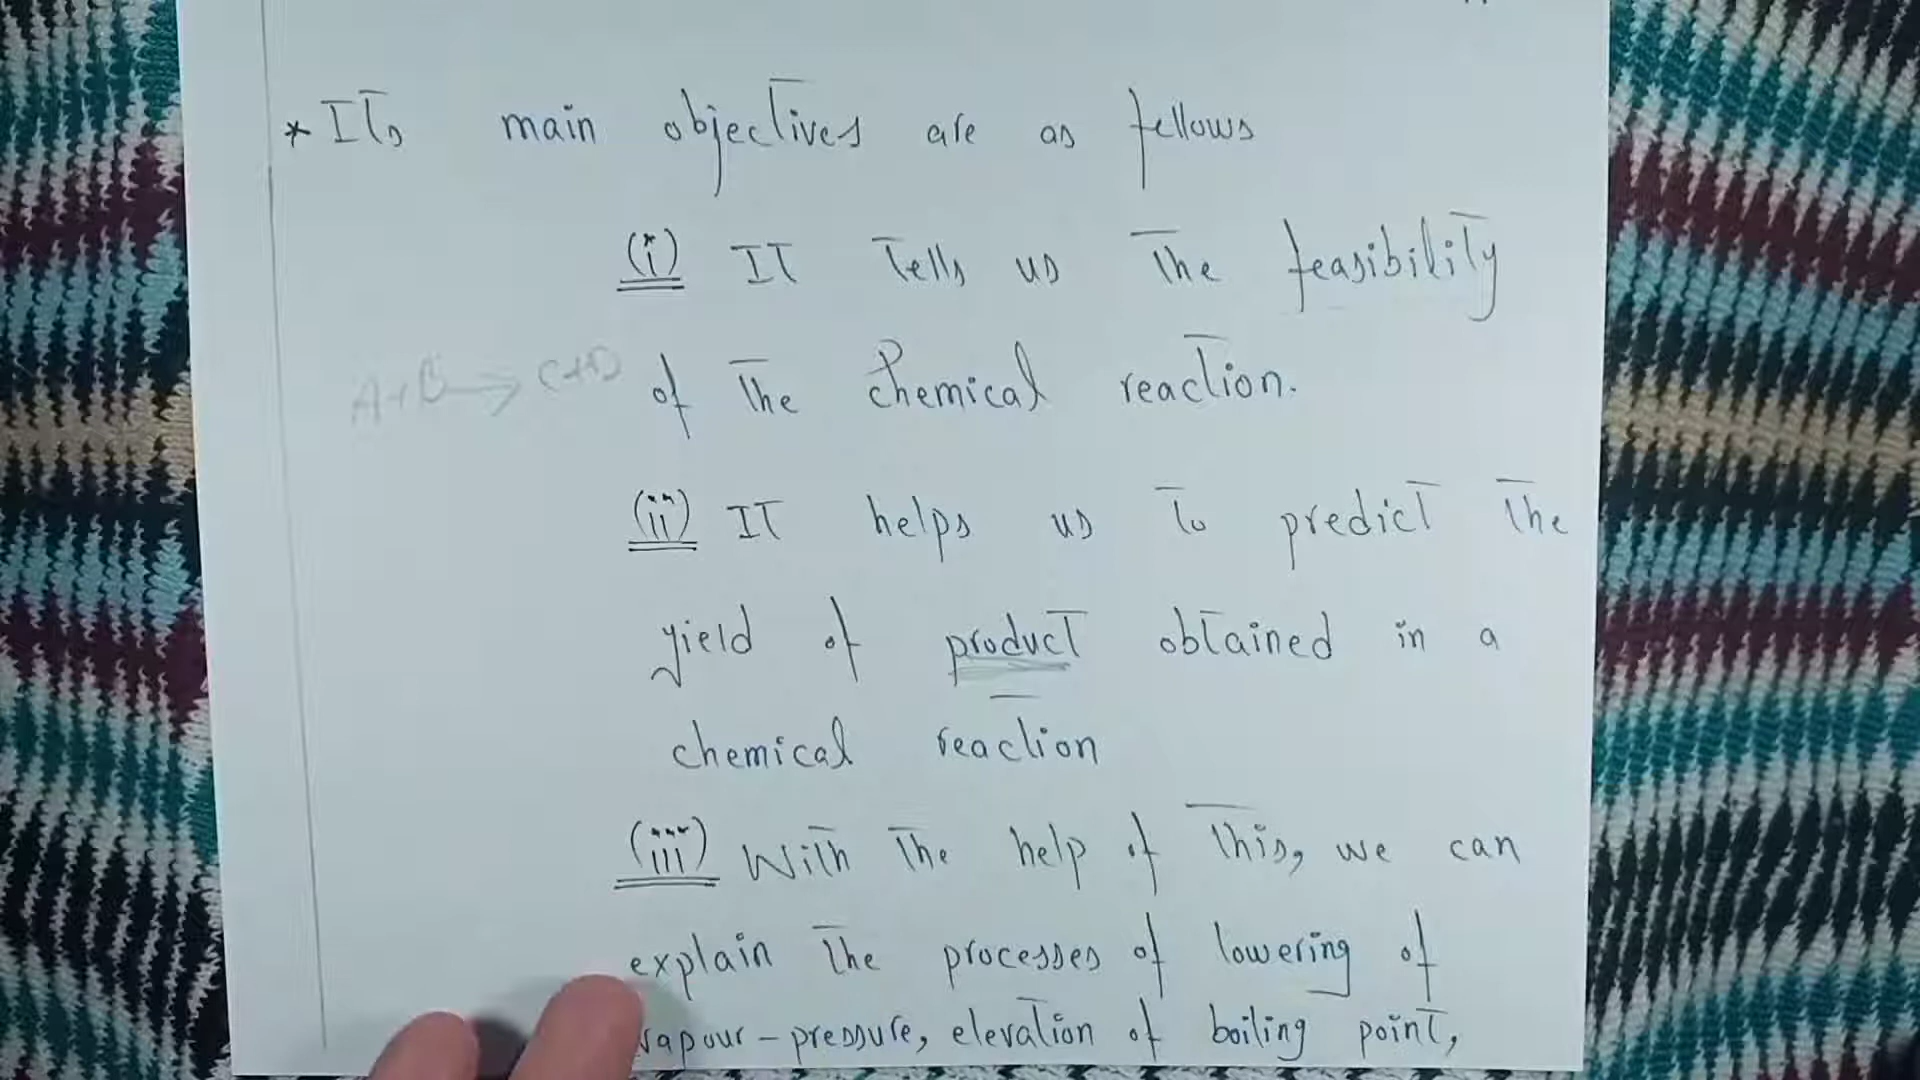 * Its main objectives are as fellows
(i) It tells us the feasibility
A+B → C+D of the chemical reaction.
(ii) It helps us to predict the
yield of product obtained in a
chemical reaction
(iii) With the help of this, we can
explain the processes of lowering of
vapour-pressure, elevation of boiling point,